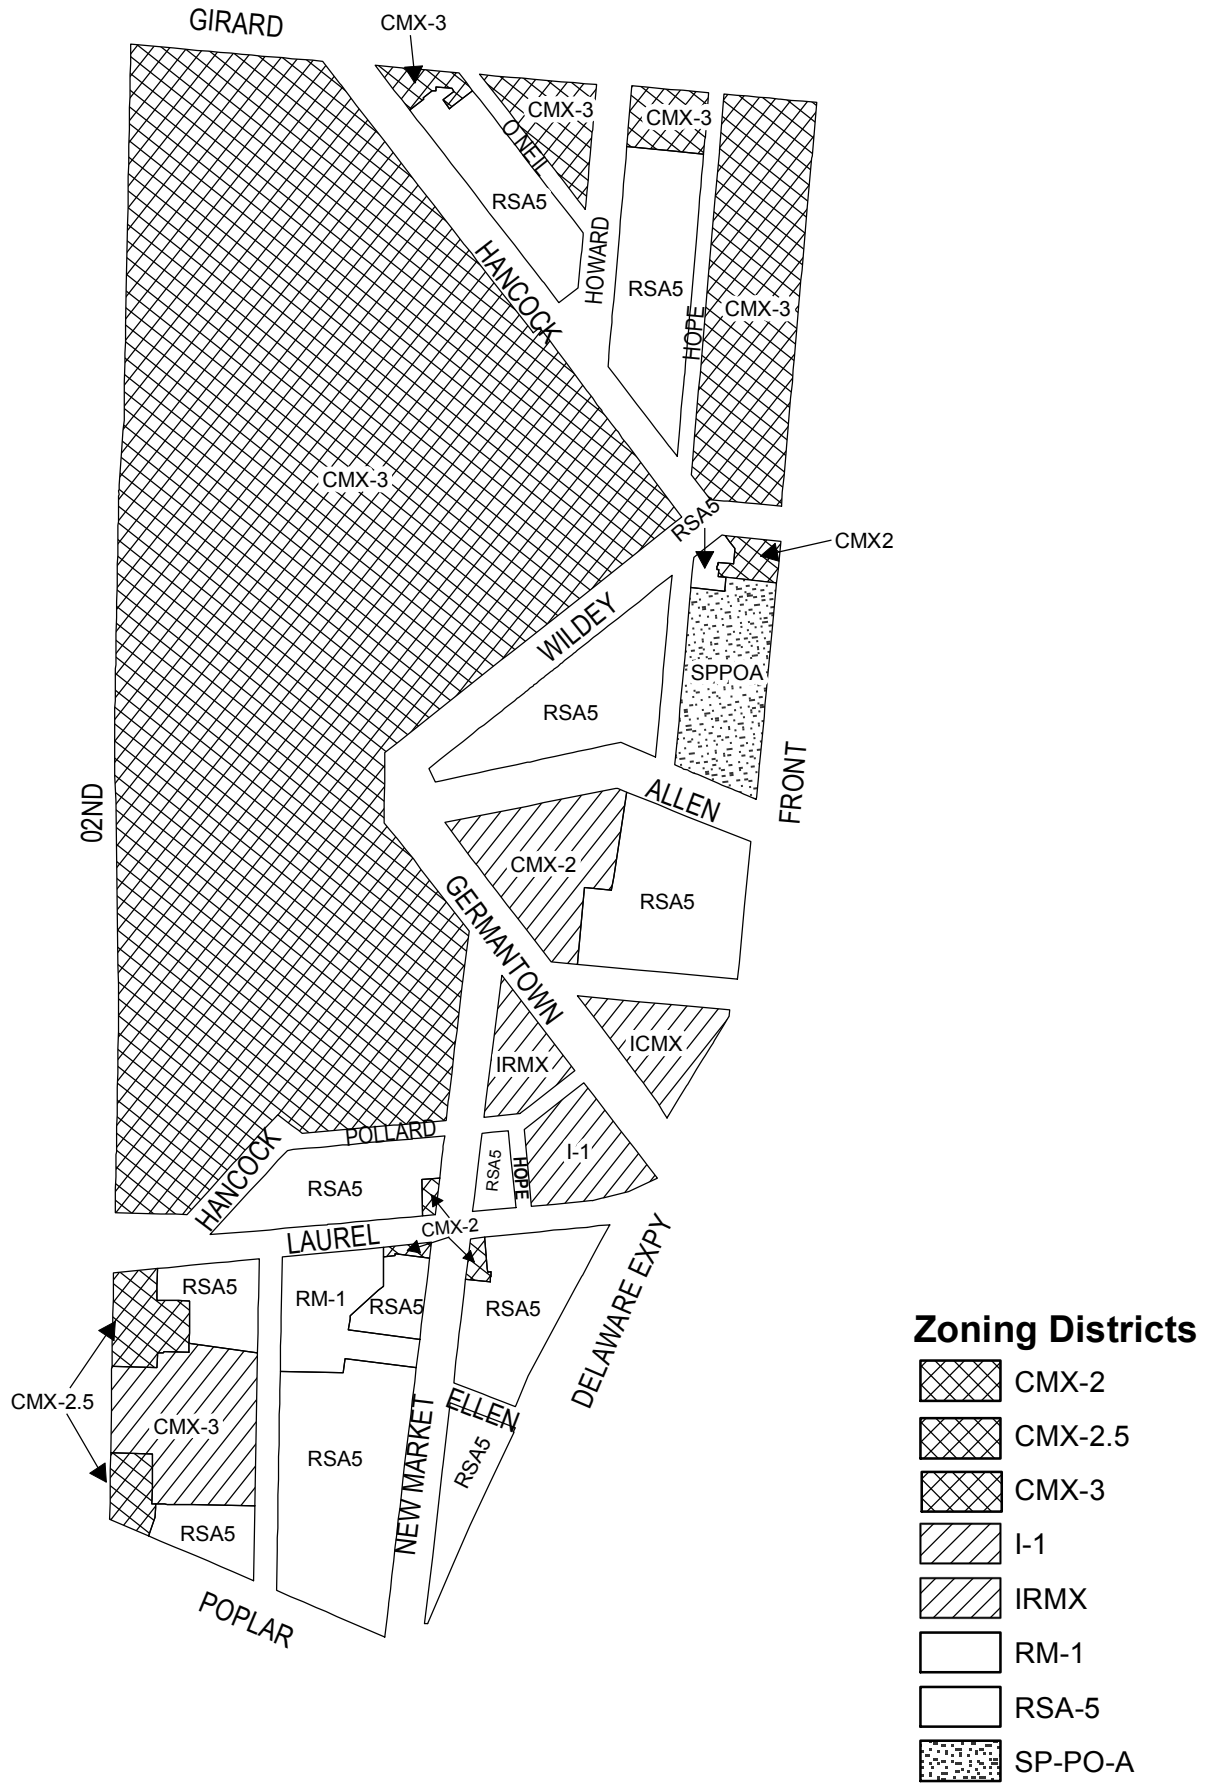 GIRARD
CMX-3
CMX-3
CMX-3
O'NEIL
RSA5
HOWARD
HANCOCK
RSA5
HOPE
CMX-3
CMX-3
RSA5
CMX2
WILDEY
SPPOA
RSA5
FRONT
ALLEN
02ND
CMX-2
RSA5
GERMANTOWN
ICMX
IRMX
POLLARD
HANCOCK
I-1
RSA5
HOPE
RSA5
CMX-2
LAUREL
DELAWARE EXPY
RSA5
RM-1
RSA5
RSA5
CMX-2.5
CMX-3
ELLEN
NEW MARKET
RSA5
RSA5
RSA5
POPLAR
Zoning Districts
CMX-2
CMX-2.5
CMX-3
I-1
IRMX
RM-1
RSA-5
SP-PO-A